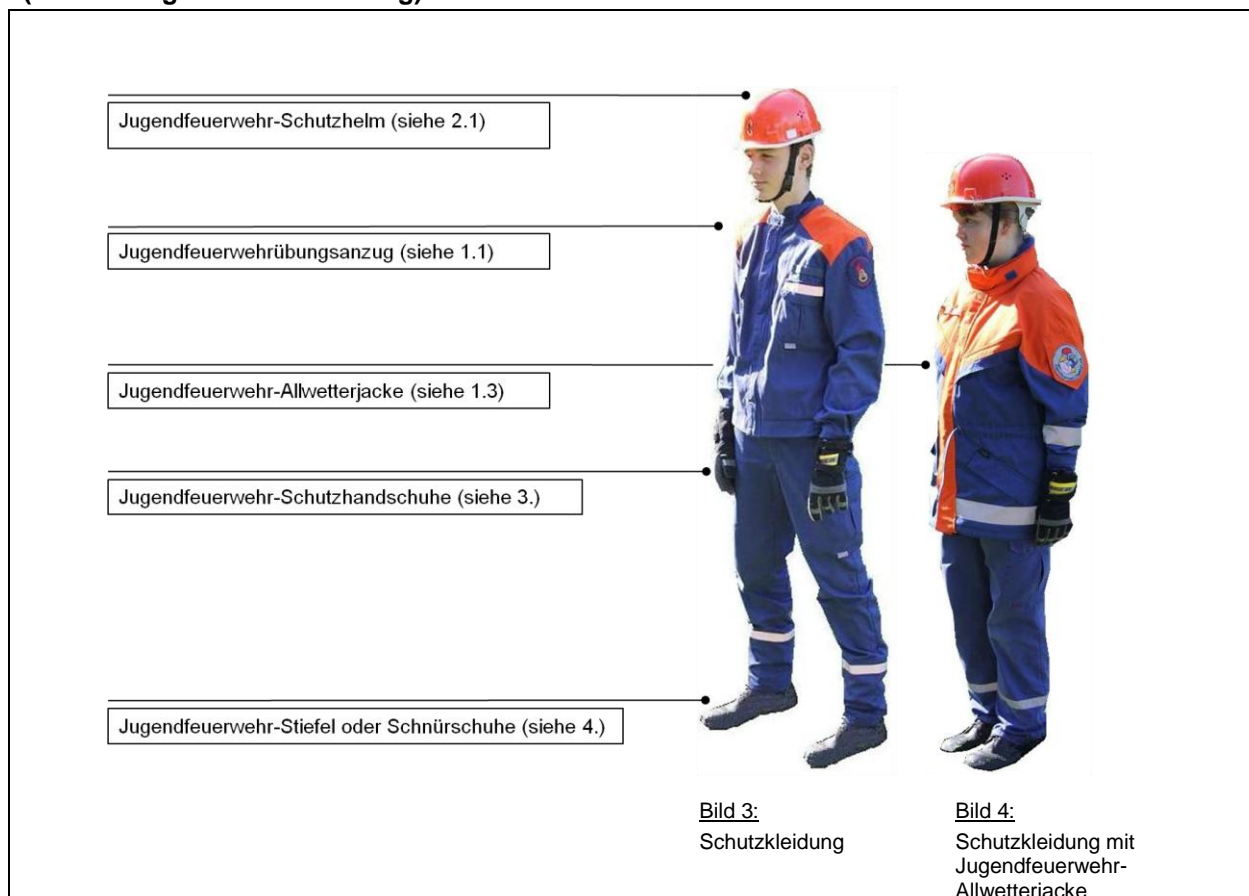 Jugendfeuerwehr-Schutzhelm (siehe 2.1)
Jugendfeuerwehrübungsanzug (siehe 1.1)
Jugendfeuerwehr-Allwetterjacke (siehe 1.3)
Jugendfeuerwehr-Schutzhandschuhe (siehe 3.)
Jugendfeuerwehr-Stiefel oder Schnürschuhe (siehe 4.)
Bild 3:
Schutzkleidung
Bild 4:
Schutzkleidung mit
Jugendfeuerwehr-
Allwetterjacke